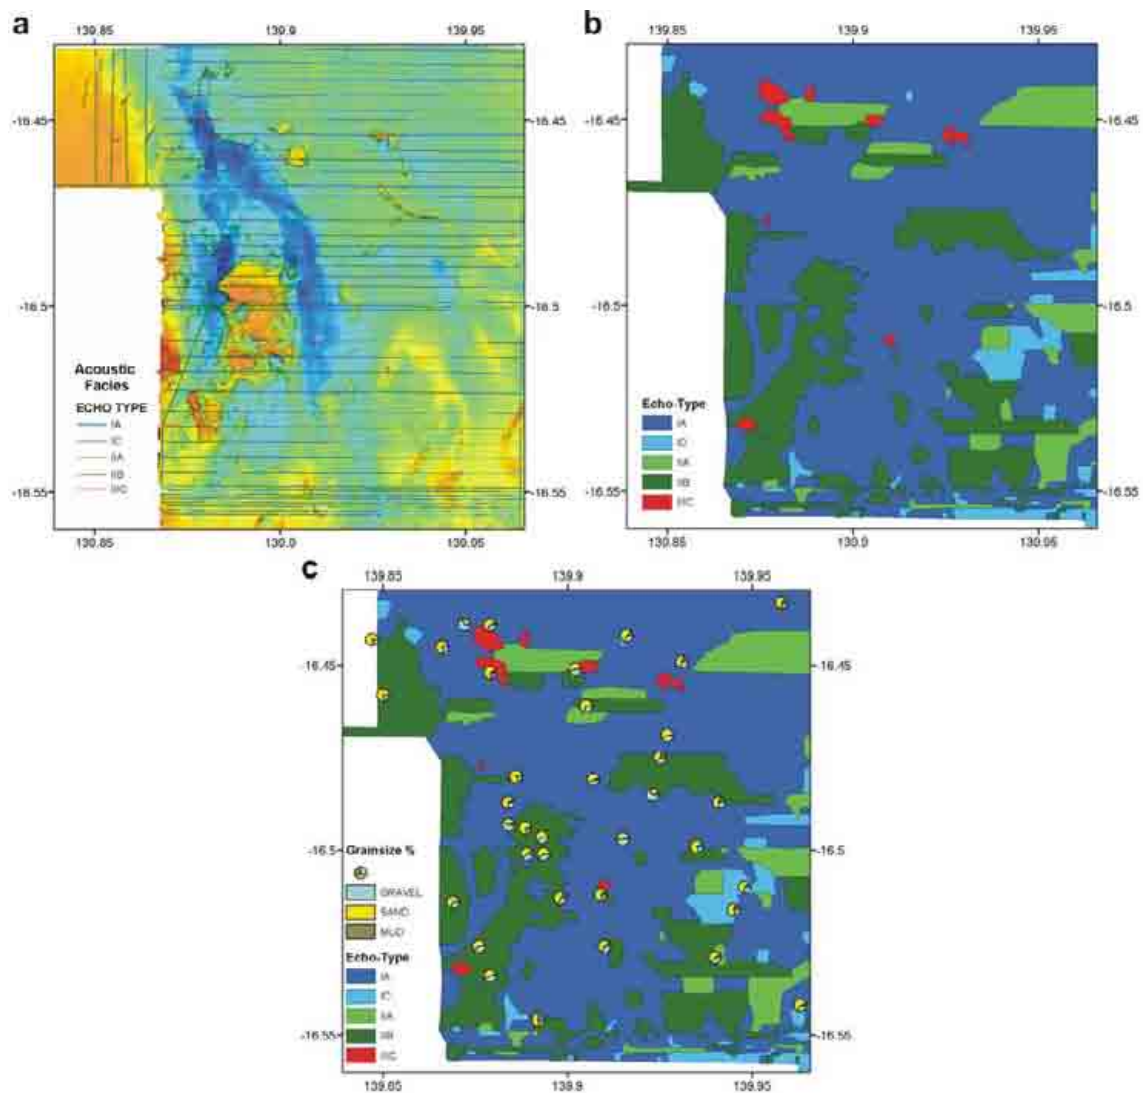 a
139.85 139.9 139.95
-16.45 -16.45
-16.5 -16.5
-16.55 -16.55
139.85 139.9 139.95
Acoustic
Facies
ECHO TYPE
IA
IC
IIA
IIB
IIIC
b
139.85 139.9 139.95
-16.45 -16.45
-16.5 -16.5
-16.55 -16.55
139.85 139.9 139.95
Echo-Type
IA
IC
IIA
IIB
IIIC
c
139.85 139.9 139.95
-16.45 -16.45
-16.5 -16.5
-16.55 -16.55
139.85 139.9 139.95
Grainsize %
GRAVEL
SAND
MUD
Echo-Type
IA
IC
IIA
IIB
IIIC